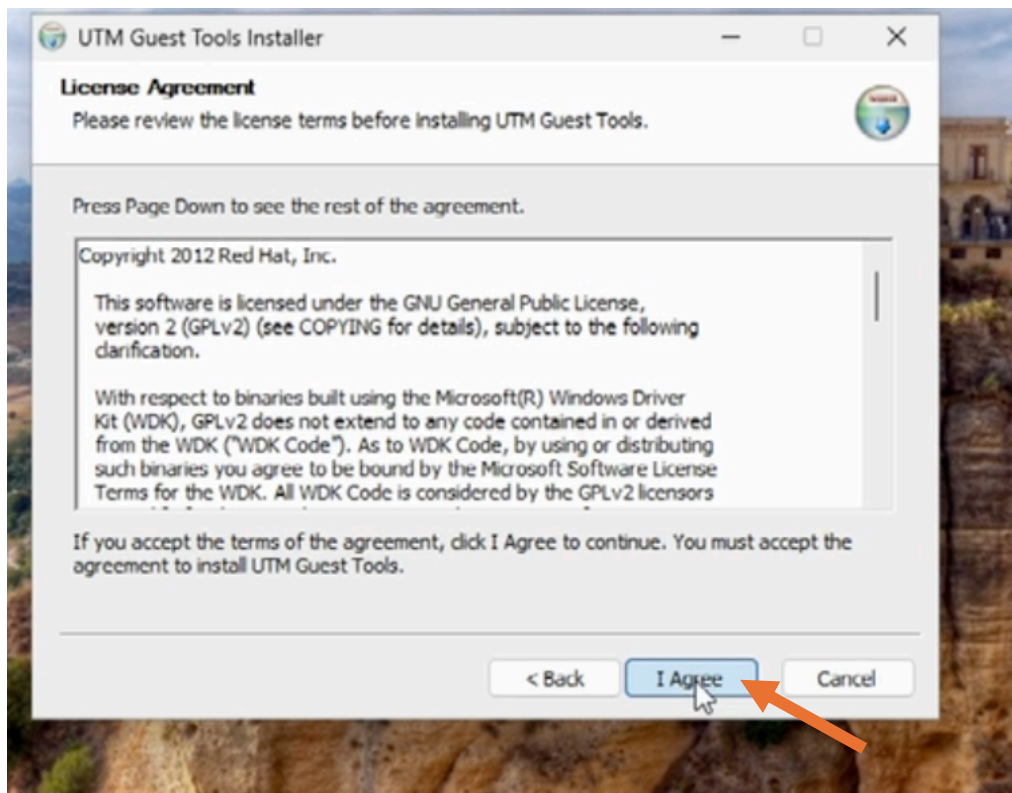 UTM Guest Tools Installer
License Agreement
Please review the license terms before installing UTM Guest Tools.
Press Page Down to see the rest of the agreement.
Copyright 2012 Red Hat, Inc.
This software is licensed under the GNU General Public License,
version 2 (GPLv2) (see COPYING for details), subject to the following
clarification.
With respect to binaries built using the Microsoft(R) Windows Driver
Kit (WDK), GPLv2 does not extend to any code contained in or derived
from the WDK ("WDK Code"). As to WDK Code, by using or distributing
such binaries you agree to be bound by the Microsoft Software License
Terms for the WDK. All WDK Code is considered by the GPLv2 licensors
If you accept the terms of the agreement, click I Agree to continue. You must accept the
agreement to install UTM Guest Tools.
< Back I Agree Cancel